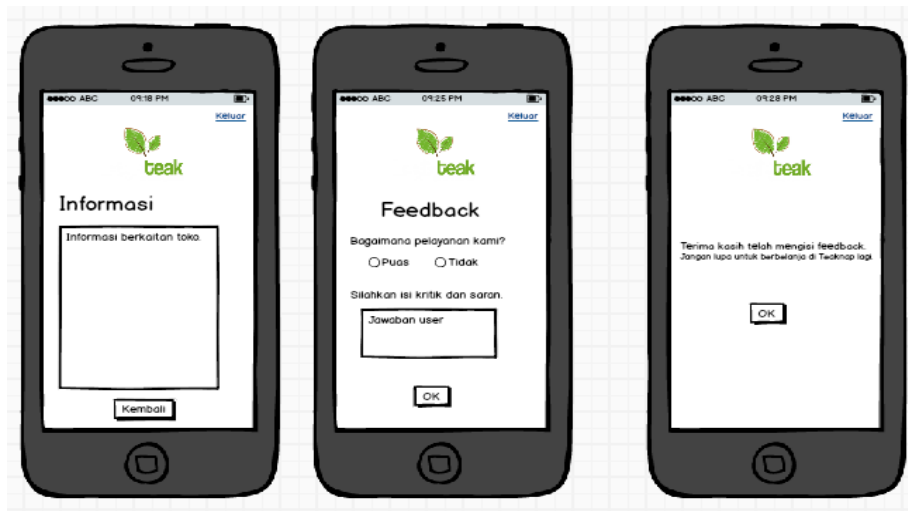 ABC 09:18 PM
Keluar
teak
Informasi
Informasi berkaitan toko.
Kembali
ABC 09:25 PM
Keluar
teak
Feedback
Bagaimana pelayanan kami?
Puas Tidak
Silahkan isi kritik dan saran.
Jawaban user
OK
ABC 09:28 PM
Keluar
teak
Terima kasih telah mengisi feedback.
Jangan lupa untuk berbelanja di Teaknap lagi
OK